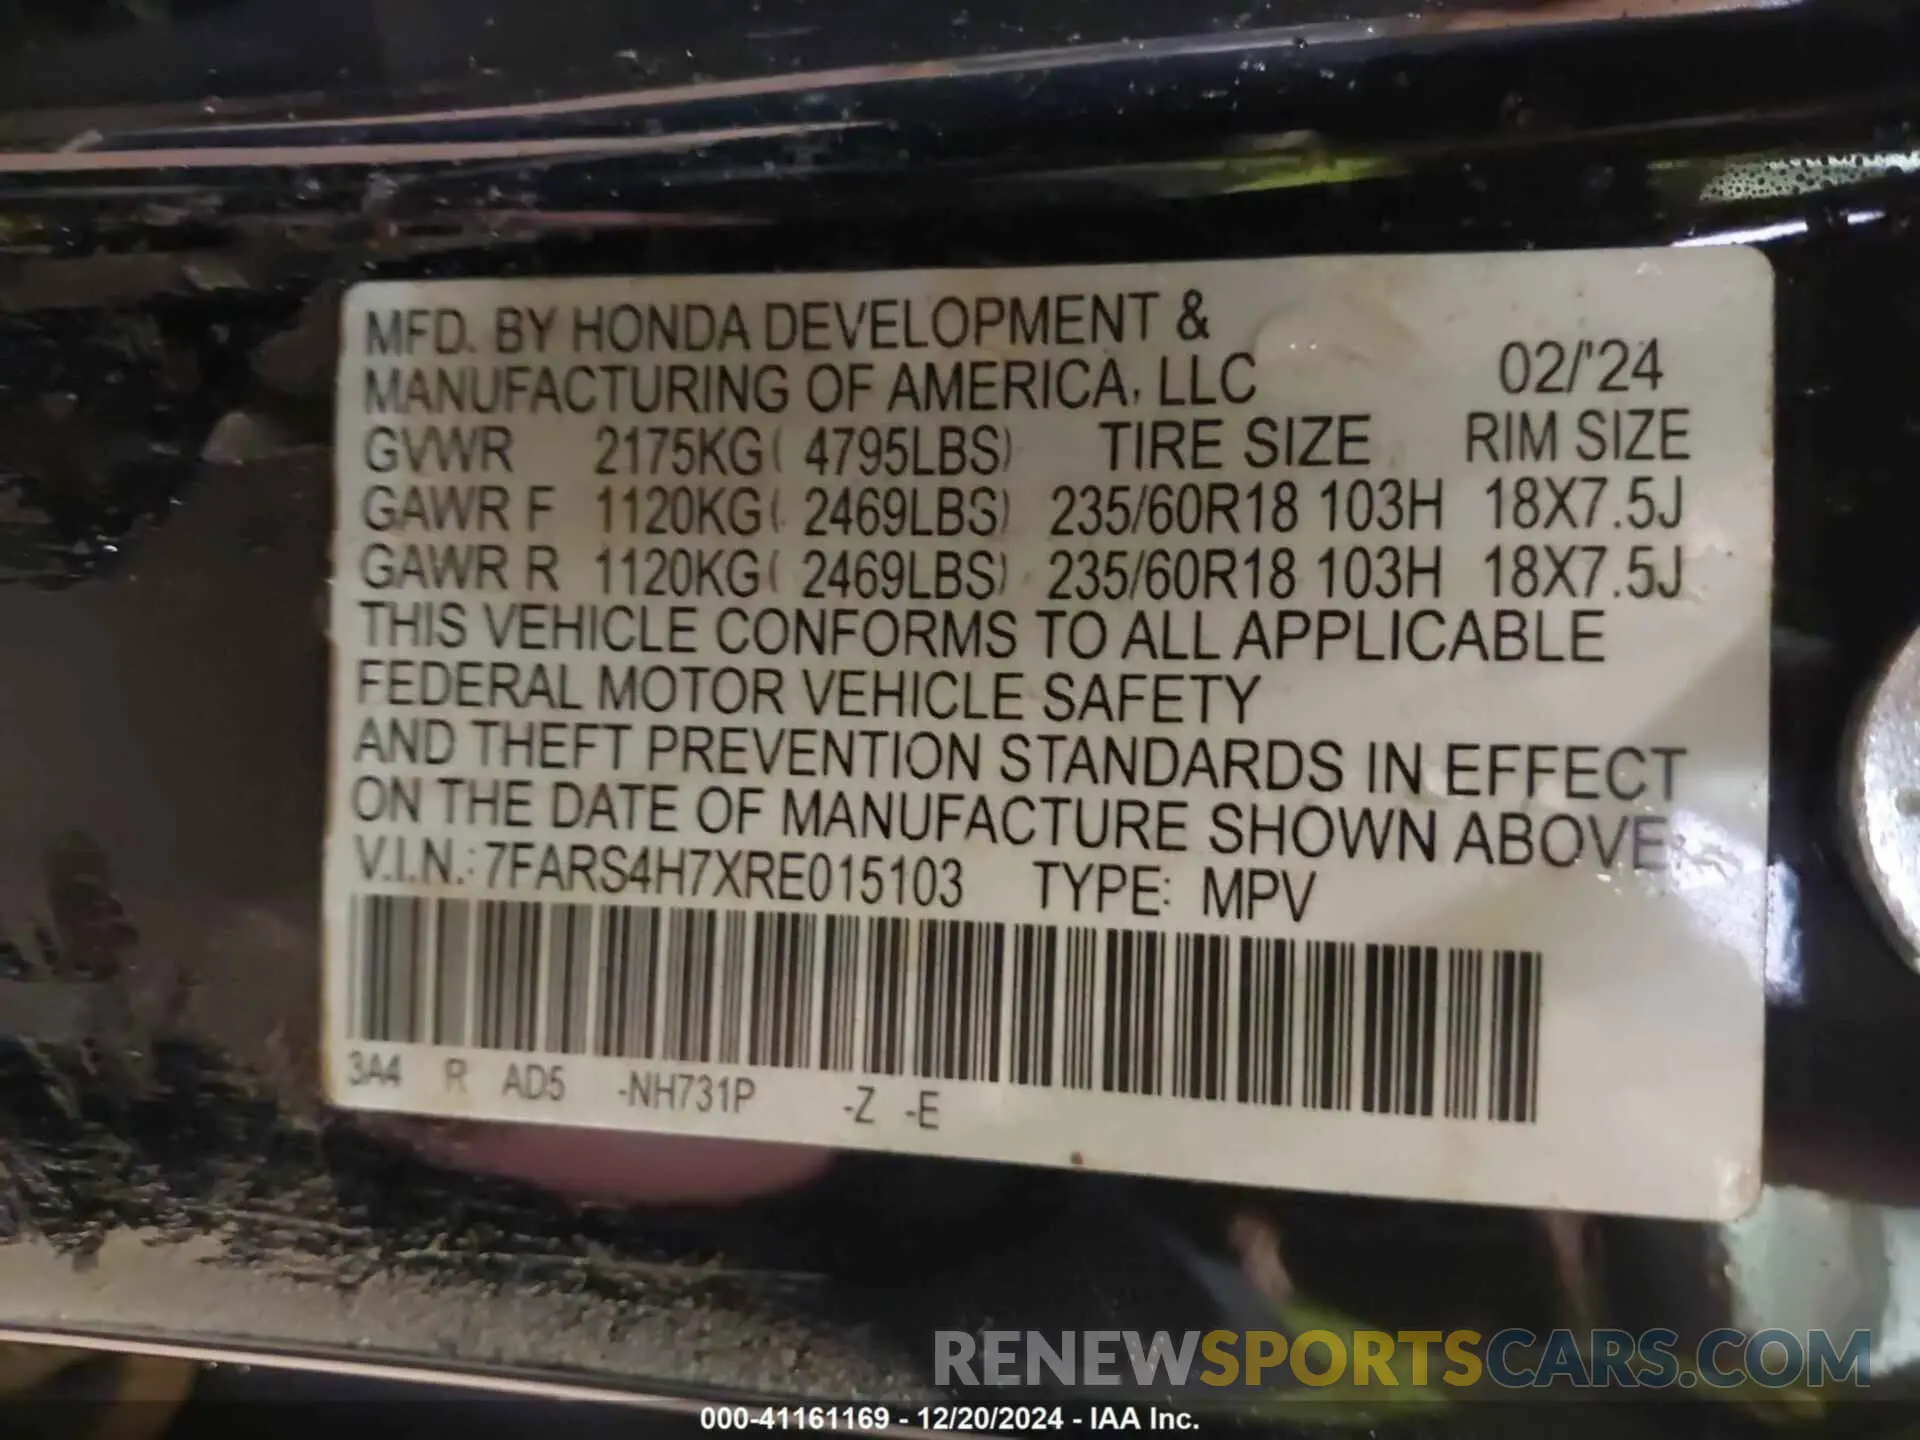 MFD. BY HONDA DEVELOPMENT &
MANUFACTURING OF AMERICA, LLC 02/'24
GVWR 2175KG( 4795LBS) TIRE SIZE RIM SIZE
GAWR F 1120KG( 2469LBS) 235/60R18 103H 18X7.5J
GAWR R 1120KG( 2469LBS) 235/60R18 103H 18X7.5J
THIS VEHICLE CONFORMS TO ALL APPLICABLE
FEDERAL MOTOR VEHICLE SAFETY
AND THEFT PREVENTION STANDARDS IN EFFECT
ON THE DATE OF MANUFACTURE SHOWN ABOVE.
V.I.N.: 7FARS4H7XRE015103 TYPE: MPV
3A4 R AD5 -NH731P -Z -E
RENEWSPORTSCARS.COM
000-41161169 - 12/20/2024 - IAA Inc.